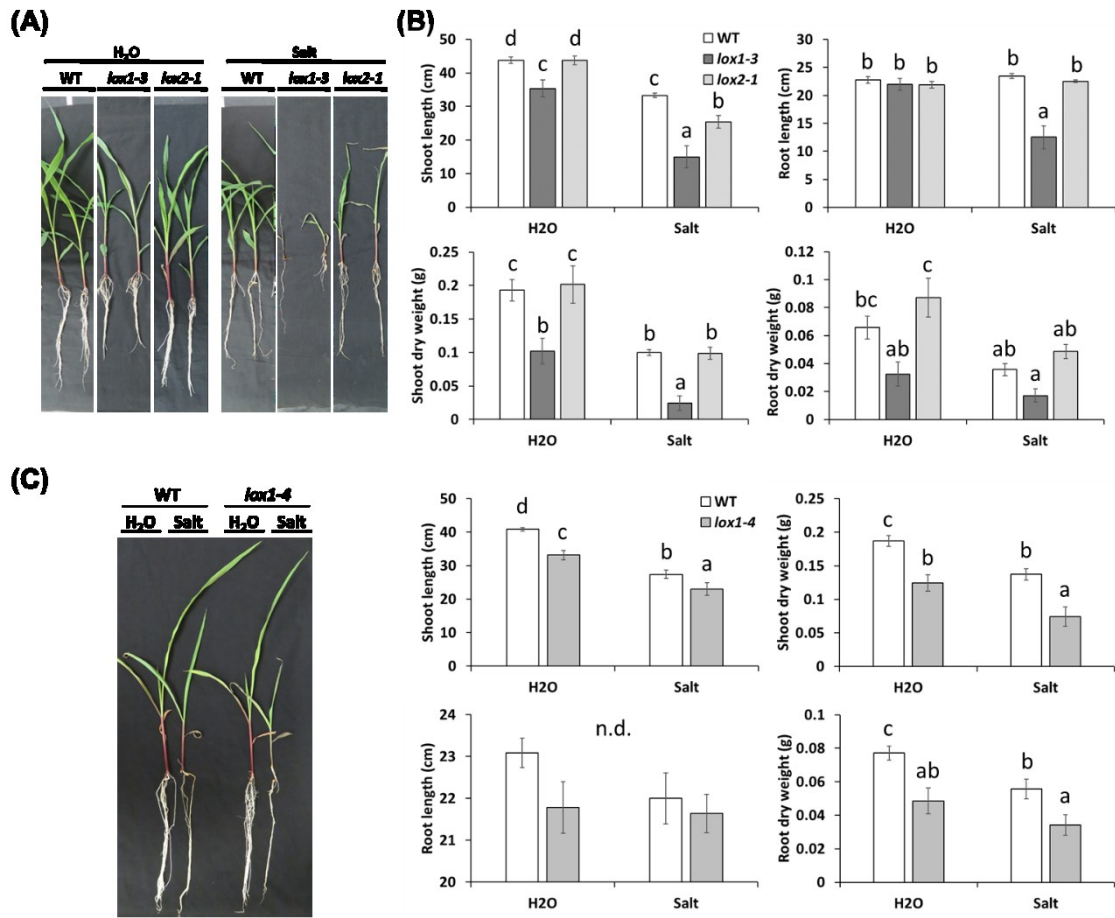 (A)
H₂O Salt
WT lox1-3 lox2-1 WT lox1-3 lox2-1
(B)
Shoot length (cm)
50
40
30
20
10
0
d c d c a b
WT
lox1-3
lox2-1
H2O Salt
Root length (cm)
30
25
20
15
10
5
0
b b b b a b
H2O Salt
Shoot dry weight (g)
0.25
0.2
0.15
0.1
0.05
0
c b c b a b
H2O Salt
Root dry weight (g)
0.12
0.1
0.08
0.06
0.04
0.02
0
bc ab c ab a ab
H2O Salt
(C)
WT lox1-4
H₂O Salt H₂O Salt
Shoot length (cm)
50
40
30
20
10
0
d c b a
WT
lox1-4
H2O Salt
Shoot dry weight (g)
0.25
0.2
0.15
0.1
0.05
0
c b b a
H2O Salt
Root length (cm)
24
23
22
21
20
n.d.
H2O Salt
Root dry weight (g)
0.1
0.08
0.06
0.04
0.02
0
c ab b a
H2O Salt